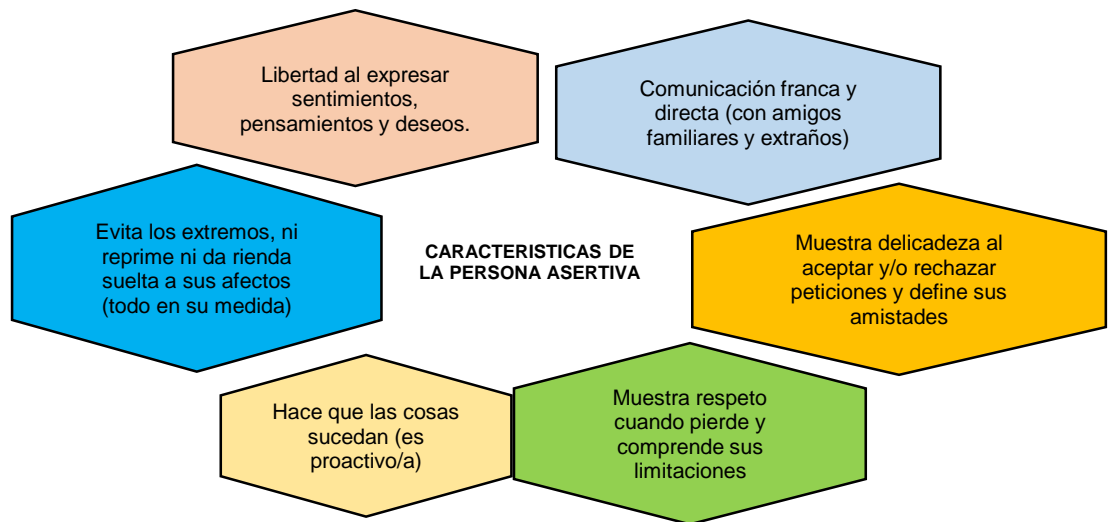 Libertad al expresar
sentimientos,
pensamientos y deseos.
Comunicación franca y
directa (con amigos
familiares y extraños)
Evita los extremos, ni
reprime ni da rienda
suelta a sus afectos
(todo en su medida)
CARACTERISTICAS DE
LA PERSONA ASERTIVA
Muestra delicadeza al
aceptar y/o rechazar
peticiones y define sus
amistades
Hace que las cosas
sucedan (es
proactivo/a)
Muestra respeto
cuando pierde y
comprende sus
limitaciones